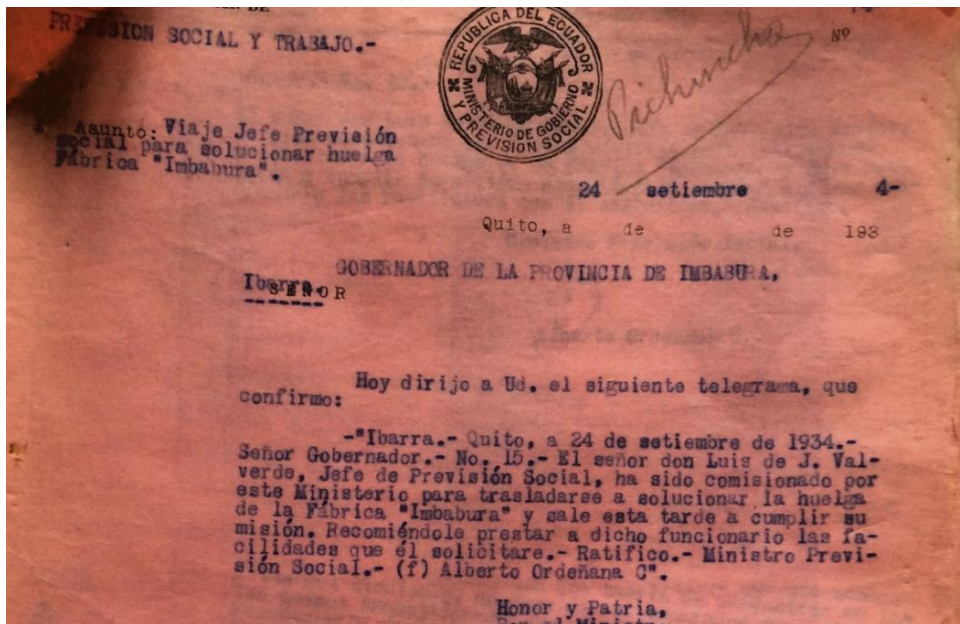 DE
PREVISION SOCIAL Y TRABAJO.-
REPUBLICA DEL ECUADOR
MINISTERIO DE GOBIERNO
Y PREVISION SOCIAL
Pichincha
Nº
Asunto: Viaje Jefe Previsión
Social para solucionar huelga
Fábrica "Imbabura".
24 setiembre 4-
Quito, a de de 193
GOBERNADOR DE LA PROVINCIA DE IMBABURA,
Ibarra.
SEÑOR
Hoy dirijo a Ud. el siguiente telegrama, que
confirmo:
-"Ibarra.- Quito, a 24 de setiembre de 1934.-
Señor Gobernador.- No. 15.- El señor don Luis de J. Val-
verde, Jefe de Previsión Social, ha sido comisionado por
este Ministerio para trasladarse a solucionar la huelga
de la Fábrica "Imbabura" y sale esta tarde a cumplir su
misión. Recomiéndole prestar a dicho funcionario las fa-
cilidades que él solicitare.- Ratifico.- Ministro Previ-
sión Social.- (f) Alberto Ordeñana C".
Honor y Patria,